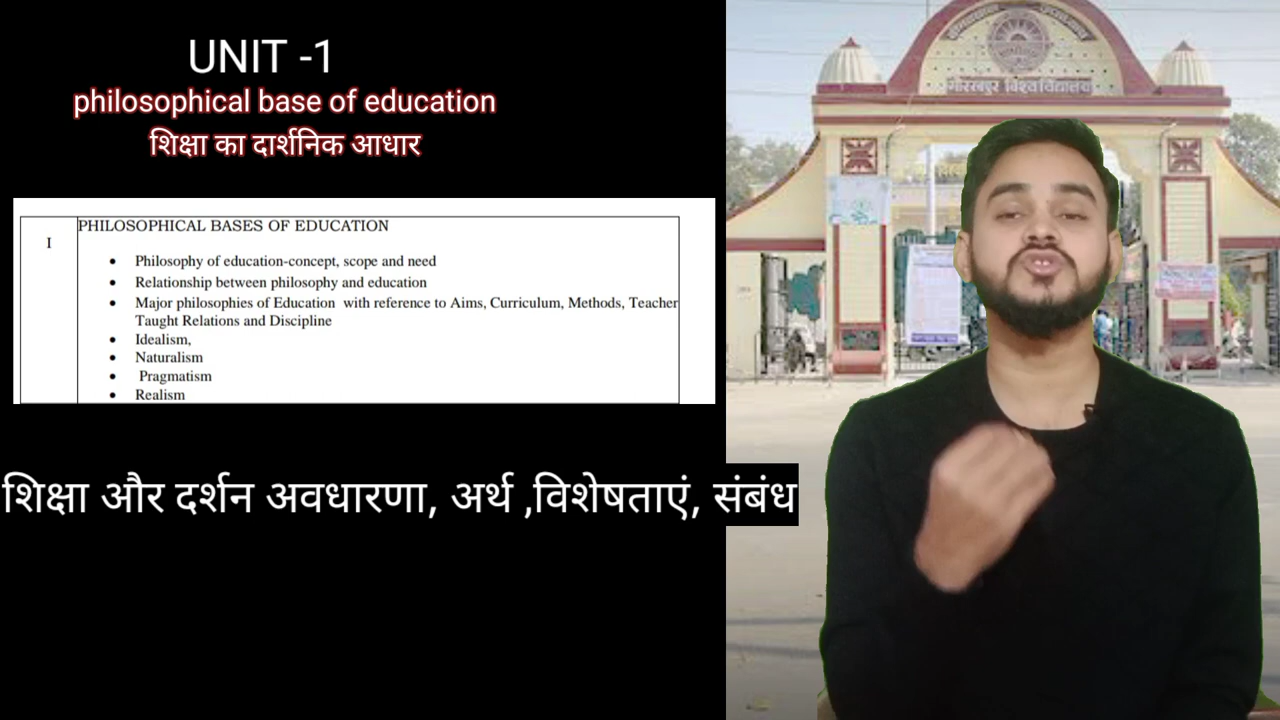 UNIT -1
philosophical base of education
शिक्षा का दार्शनिक आधार
I
PHILOSOPHICAL BASES OF EDUCATION
• Philosophy of education-concept, scope and need
• Relationship between philosophy and education
• Major philosophies of Education with reference to Aims, Curriculum, Methods, Teacher
Taught Relations and Discipline
• Idealism,
• Naturalism
• Pragmatism
• Realism
शिक्षा और दर्शन अवधारणा, अर्थ ,विशेषताएं, संबंध
गोरखपुर विश्वविद्यालय